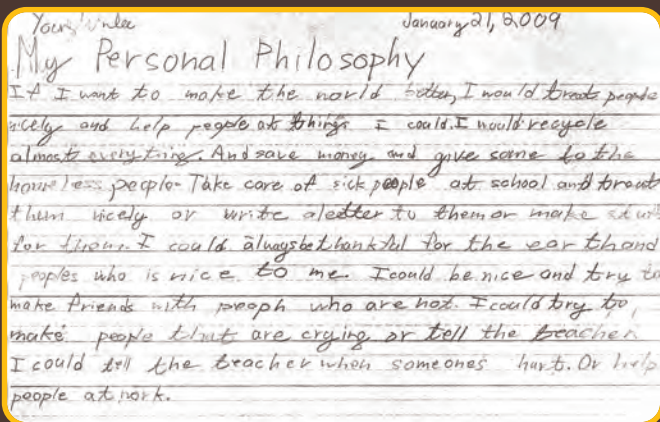 January 21, 2009
My Personal Philosophy
If I want to make the world better, I would treat people
nicely and help people at things I could. I would recycle
almost everything. And save money and give some to the
homeless people. Take care of sick people at school and treat
them nicely or write a letter to them or make stuff
for them. I could always be thankful for the earth and
peoples who is nice to me. I could be nice and try to
make friends with people who are not. I could try to
make people that are crying or tell the teacher
I could tell the teacher when someones hurt. Or help
people at work.